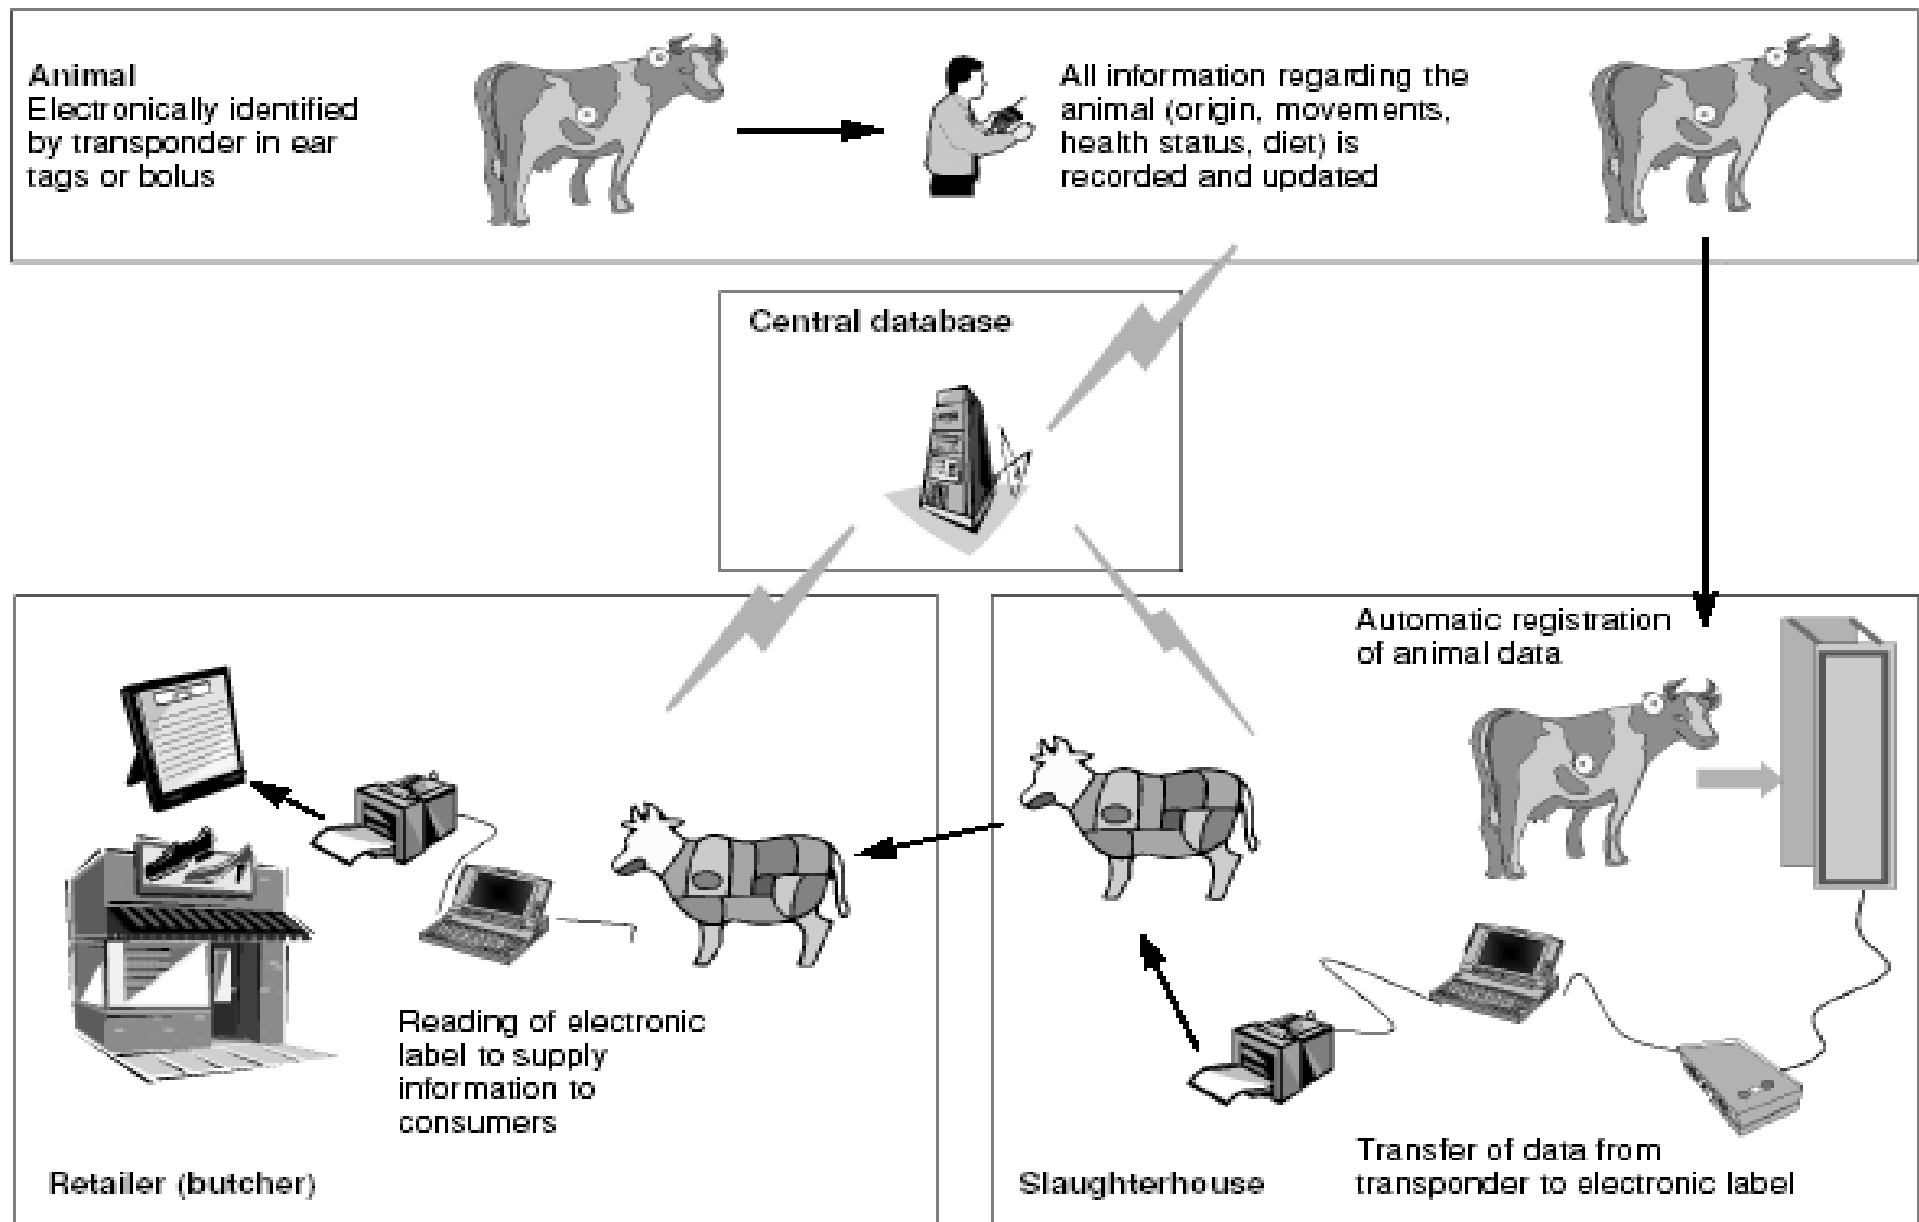 Animal
Electronically identified
by transponder in ear
tags or bolus
All information regarding the
animal (origin, movements,
health status, diet) is
recorded and updated
Central database
Automatic registration
of animal data
Reading of electronic
label to supply
information to
consumers
Retailer (butcher)
Slaughterhouse
Transfer of data from
transponder to electronic label